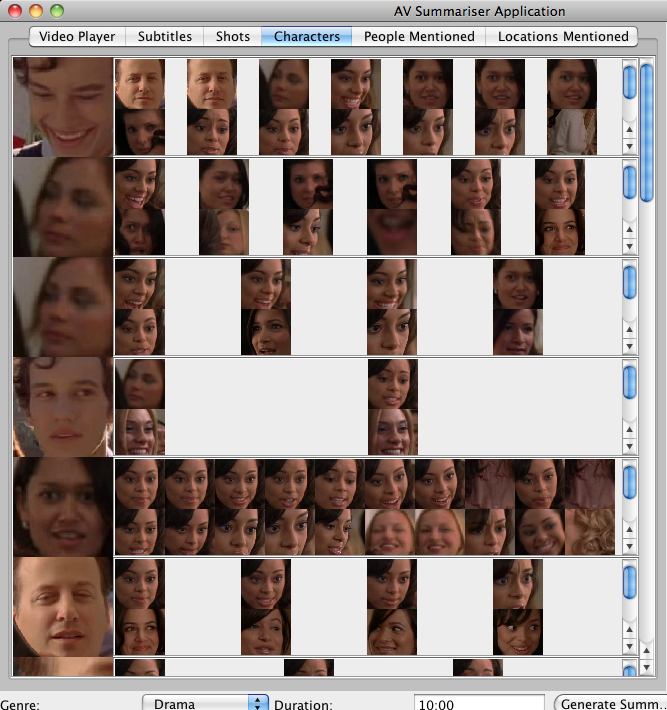 AV Summariser Application
Video Player Subtitles Shots Characters People Mentioned Locations Mentioned
Genre: Drama Duration: 10:00 Generate Summ..